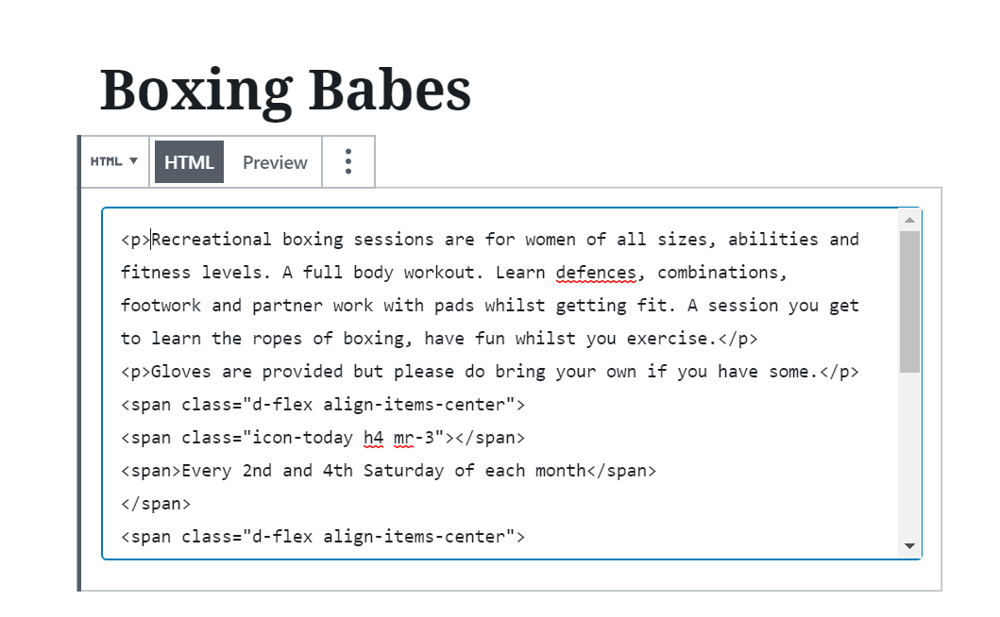 Boxing Babes
HTML HTML Preview
<p>Recreational boxing sessions are for women of all sizes, abilities and
fitness levels. A full body workout. Learn defences, combinations,
footwork and partner work with pads whilst getting fit. A session you get
to learn the ropes of boxing, have fun whilst you exercise.</p>
<p>Gloves are provided but please do bring your own if you have some.</p>
<span class="d-flex align-items-center">
<span class="icon-today h4 mr-3"></span>
<span>Every 2nd and 4th Saturday of each month</span>
</span>
<span class="d-flex align-items-center">